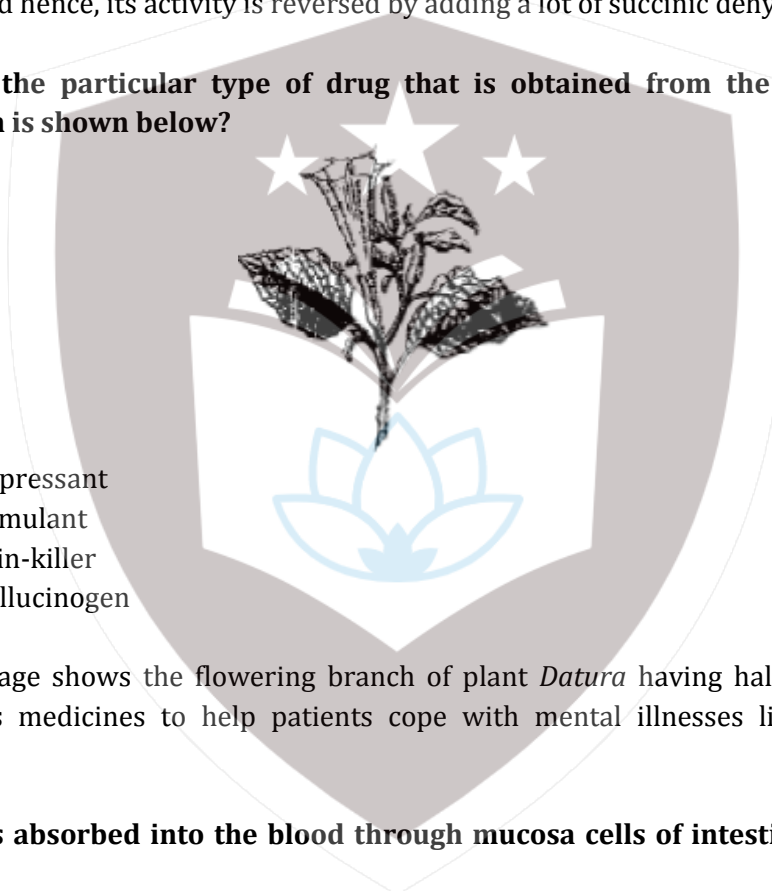 d hence, its activity is reversed by adding a lot of succinic deny
the particular type of drug that is obtained from the
is shown below?
pressant
mulant
in-killer
llucinogen
age shows the flowering branch of plant Datura having hal
s medicines to help patients cope with mental illnesses li
s absorbed into the blood through mucosa cells of intesti